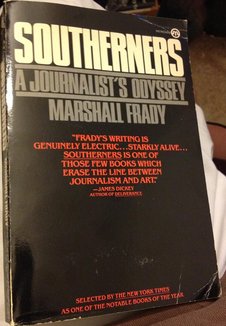 SOUTHERNERS
A JOURNALIST'S ODYSSEY
MARSHALL FRADY
"FRADY'S WRITING IS
GENUINELY ELECTRIC...STARKLY ALIVE...
SOUTHERNERS IS ONE OF
THOSE FEW BOOKS WHICH
ERASE THE LINE BETWEEN
JOURNALISM AND ART."
—JAMES DICKEY
AUTHOR OF DELIVERANCE
SELECTED BY THE NEW YORK TIMES
AS ONE OF THE NOTABLE BOOKS OF THE YEAR